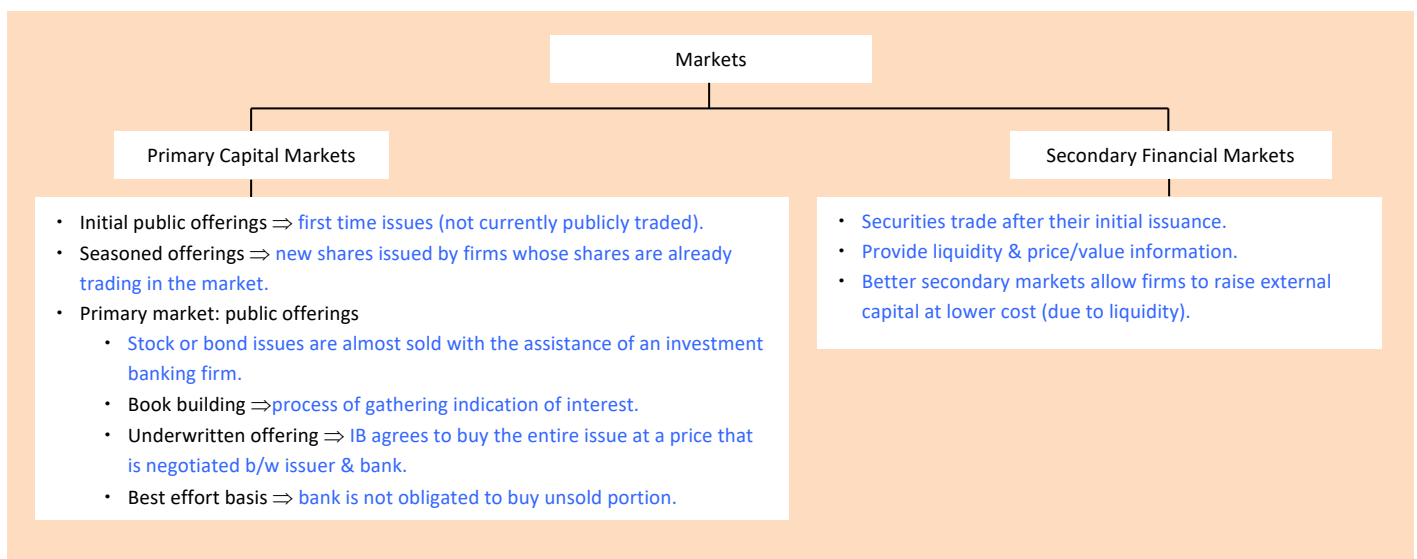 Markets
Primary Capital Markets
• Initial public offerings ⇒ first time issues (not currently publicly traded).
• Seasoned offerings ⇒ new shares issued by firms whose shares are already
trading in the market.
• Primary market: public offerings
• Stock or bond issues are almost sold with the assistance of an investment
banking firm.
• Book building ⇒process of gathering indication of interest.
• Underwritten offering ⇒ IB agrees to buy the entire issue at a price that
is negotiated b/w issuer & bank.
• Best effort basis ⇒ bank is not obligated to buy unsold portion.
Secondary Financial Markets
• Securities trade after their initial issuance.
• Provide liquidity & price/value information.
• Better secondary markets allow firms to raise external
capital at lower cost (due to liquidity).